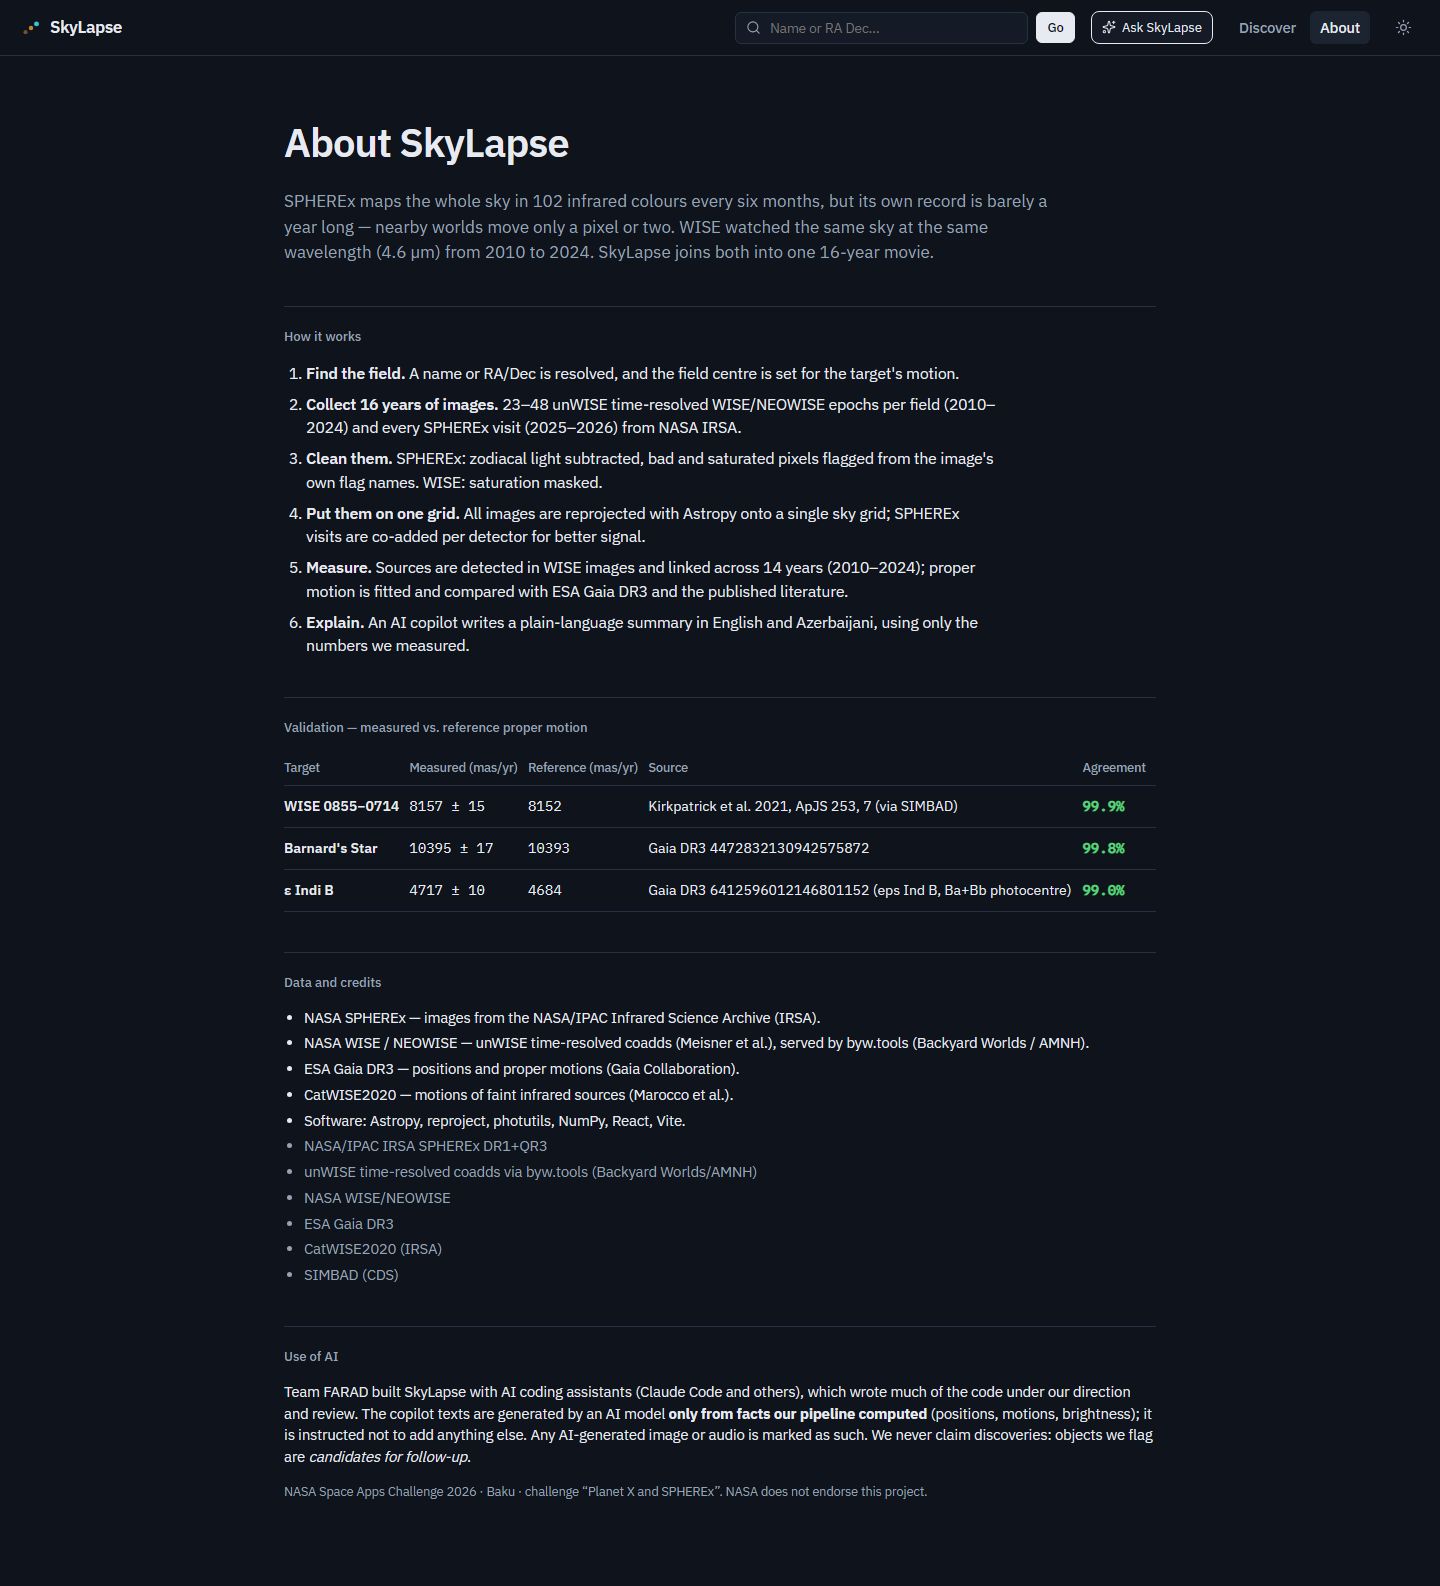 SkyLapse
Name or RA Dec...
Go
Ask SkyLapse
Discover
About
About SkyLapse
SPHEREx maps the whole sky in 102 infrared colours every six months, but its own record is barely a
year long — nearby worlds move only a pixel or two. WISE watched the same sky at the same
wavelength (4.6 µm) from 2010 to 2024. SkyLapse joins both into one 16-year movie.
How it works
1. Find the field. A name or RA/Dec is resolved, and the field centre is set for the target's motion.
2. Collect 16 years of images. 23–48 unWISE time-resolved WISE/NEOWISE epochs per field (2010–
2024) and every SPHEREx visit (2025–2026) from NASA IRSA.
3. Clean them. SPHEREx: zodiacal light subtracted, bad and saturated pixels flagged from the image's
own flag names. WISE: saturation masked.
4. Put them on one grid. All images are reprojected with Astropy onto a single sky grid; SPHEREx
visits are co-added per detector for better signal.
5. Measure. Sources are detected in WISE images and linked across 14 years (2010–2024); proper
motion is fitted and compared with ESA Gaia DR3 and the published literature.
6. Explain. An AI copilot writes a plain-language summary in English and Azerbaijani, using only the
numbers we measured.
Validation — measured vs. reference proper motion
Target Measured (mas/yr) Reference (mas/yr) Source Agreement
WISE 0855−0714 8157 ± 15 8152 Kirkpatrick et al. 2021, ApJS 253, 7 (via SIMBAD) 99.9%
Barnard's Star 10395 ± 17 10393 Gaia DR3 4472832130942575872 99.8%
ε Indi B 4717 ± 10 4684 Gaia DR3 6412596012146801152 (eps Ind B, Ba+Bb photocentre) 99.0%
Data and credits
• NASA SPHEREx — images from the NASA/IPAC Infrared Science Archive (IRSA).
• NASA WISE / NEOWISE — unWISE time-resolved coadds (Meisner et al.), served by byw.tools (Backyard Worlds / AMNH).
• ESA Gaia DR3 — positions and proper motions (Gaia Collaboration).
• CatWISE2020 — motions of faint infrared sources (Marocco et al.).
• Software: Astropy, reproject, photutils, NumPy, React, Vite.
• NASA/IPAC IRSA SPHEREx DR1+QR3
• unWISE time-resolved coadds via byw.tools (Backyard Worlds/AMNH)
• NASA WISE/NEOWISE
• ESA Gaia DR3
• CatWISE2020 (IRSA)
• SIMBAD (CDS)
Use of AI
Team FARAD built SkyLapse with AI coding assistants (Claude Code and others), which wrote much of the code under our direction
and review. The copilot texts are generated by an AI model only from facts our pipeline computed (positions, motions, brightness); it
is instructed not to add anything else. Any AI-generated image or audio is marked as such. We never claim discoveries: objects we flag
are candidates for follow-up.
NASA Space Apps Challenge 2026 · Baku · challenge “Planet X and SPHEREx”. NASA does not endorse this project.